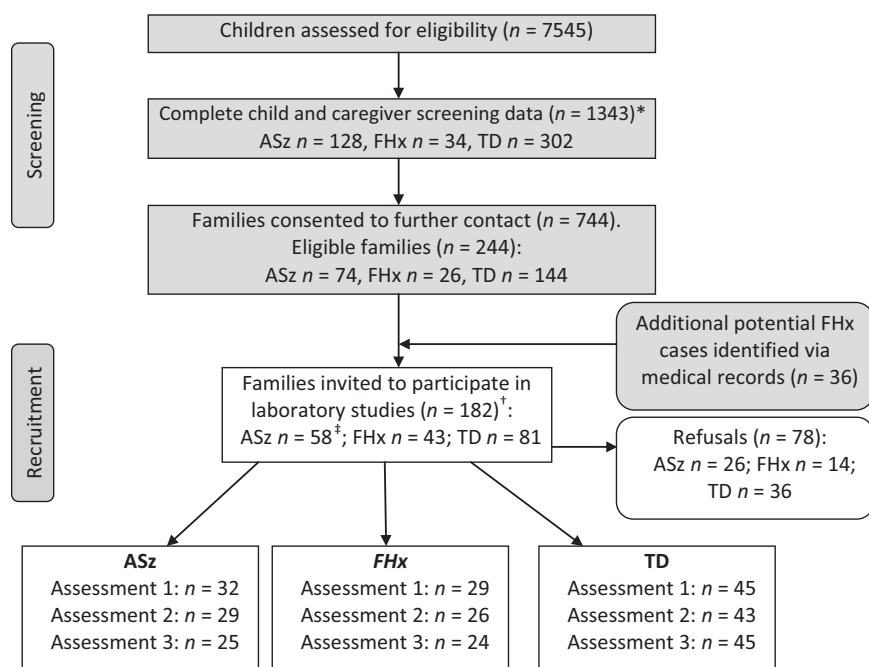 Screening
Children assessed for eligibility (n = 7545)
Complete child and caregiver screening data (n = 1343)*
ASz n = 128, FHx n = 34, TD n = 302
Families consented to further contact (n = 744).
Eligible families (n = 244):
ASz n = 74, FHx n = 26, TD n = 144
Recruitment
Additional potential FHx
cases identified via
medical records (n = 36)
Families invited to participate in
laboratory studies (n = 182)†:
ASz n = 58‡; FHx n = 43; TD n = 81
Refusals (n = 78):
ASz n = 26; FHx n = 14;
TD n = 36
ASz
Assessment 1: n = 32
Assessment 2: n = 29
Assessment 3: n = 25
FHx
Assessment 1: n = 29
Assessment 2: n = 26
Assessment 3: n = 24
TD
Assessment 1: n = 45
Assessment 2: n = 43
Assessment 3: n = 45